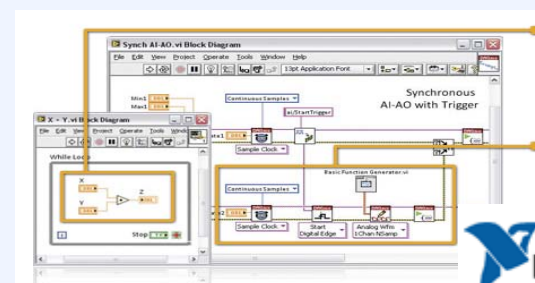 Synch AI-AO.vi Block Diagram
File Edit View Project Operate Tools Window Help
13pt Application Font
Synchronous
AI-AO with Trigger
Min1
Max1
Continuous Samples
ai/StartTrigger
Sample Clock
X + Y.vi Block Diagram
File Edit View Project Operate Tools
While Loop
X
Y
Z
Stop
Basic Function Generator.vi
Continuous Samples
Sample Clock
Start
Digital Edge
Analog Wfm
1Chan NSamp